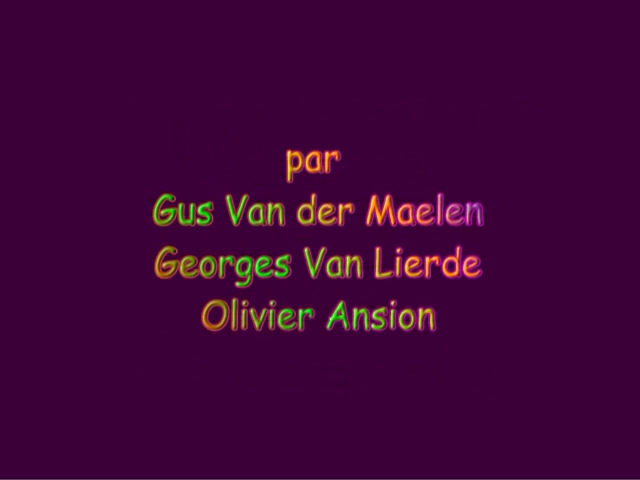 par
Gus Van der Maelen
Georges Van Lierde
Olivier Ansion